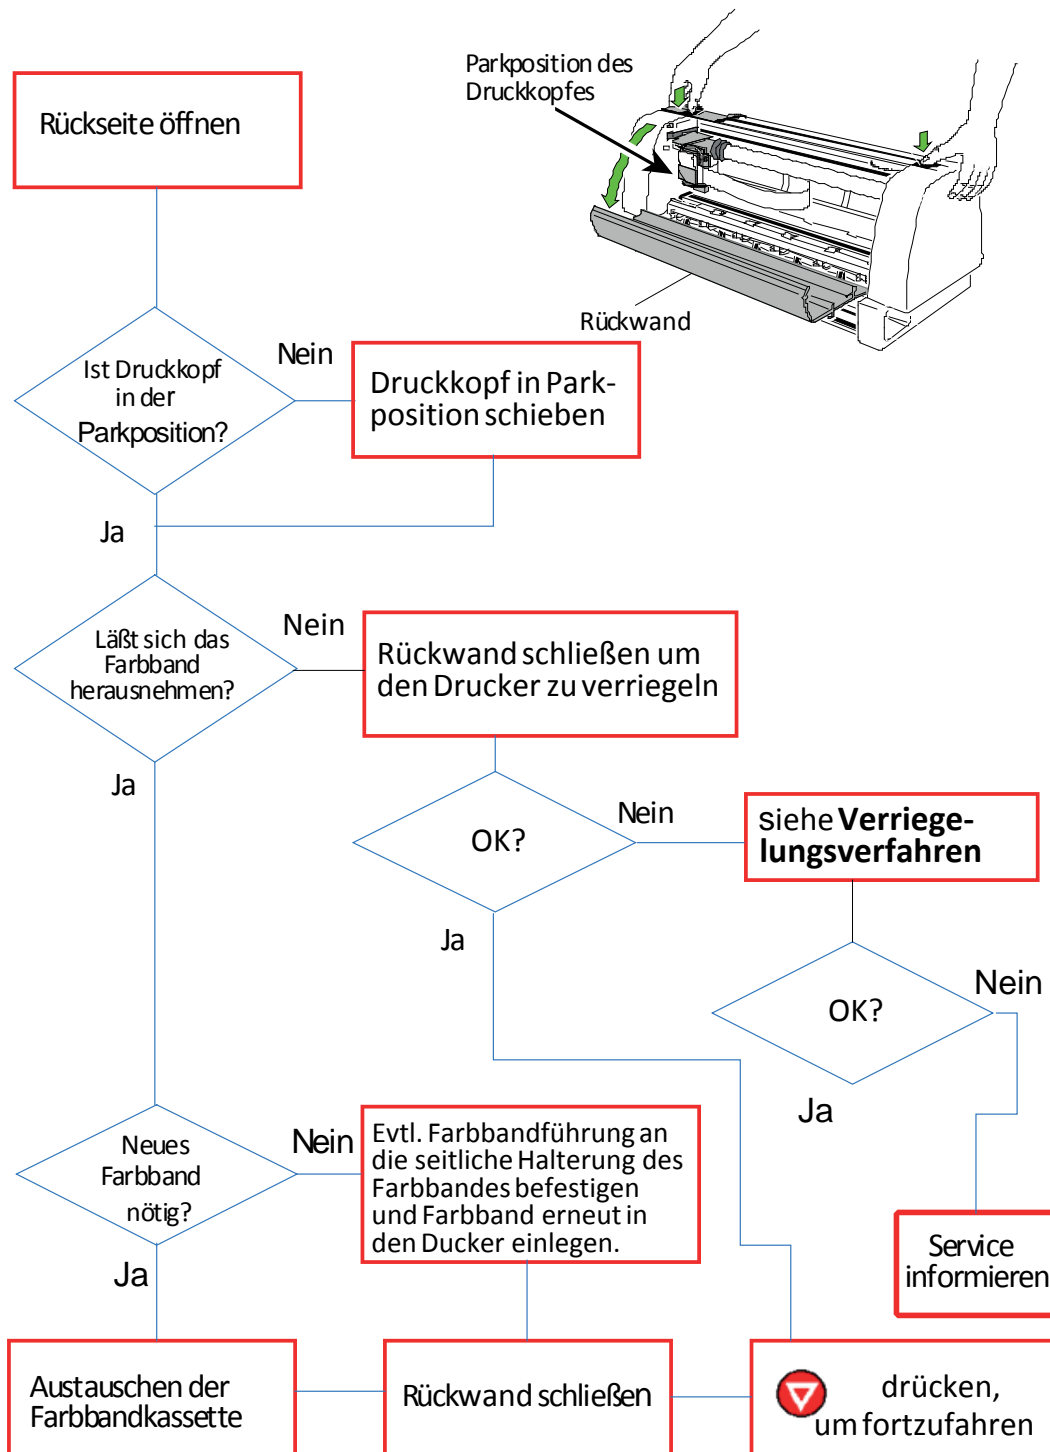 Parkposition des
Druckkopfes
Rückseite öffnen
Rückwand
Ist Druckkopf
in der
Parkposition?
Nein
Druckkopf in Park-
position schieben
Ja
Läßt sich das
Farbband
herausnehmen?
Nein
Rückwand schließen um
den Drucker zu verriegeln
Ja
OK?
Nein
siehe Verriege-
lungsverfahren
Ja
OK?
Nein
Ja
Neues
Farbband
nötig?
Nein
Evtl. Farbbandführung an
die seitliche Halterung des
Farbbandes befestigen
und Farbband erneut in
den Ducker einlegen.
Service
informieren
Ja
Austauschen der
Farbbandkassette
Rückwand schließen
drücken,
um fortzufahren